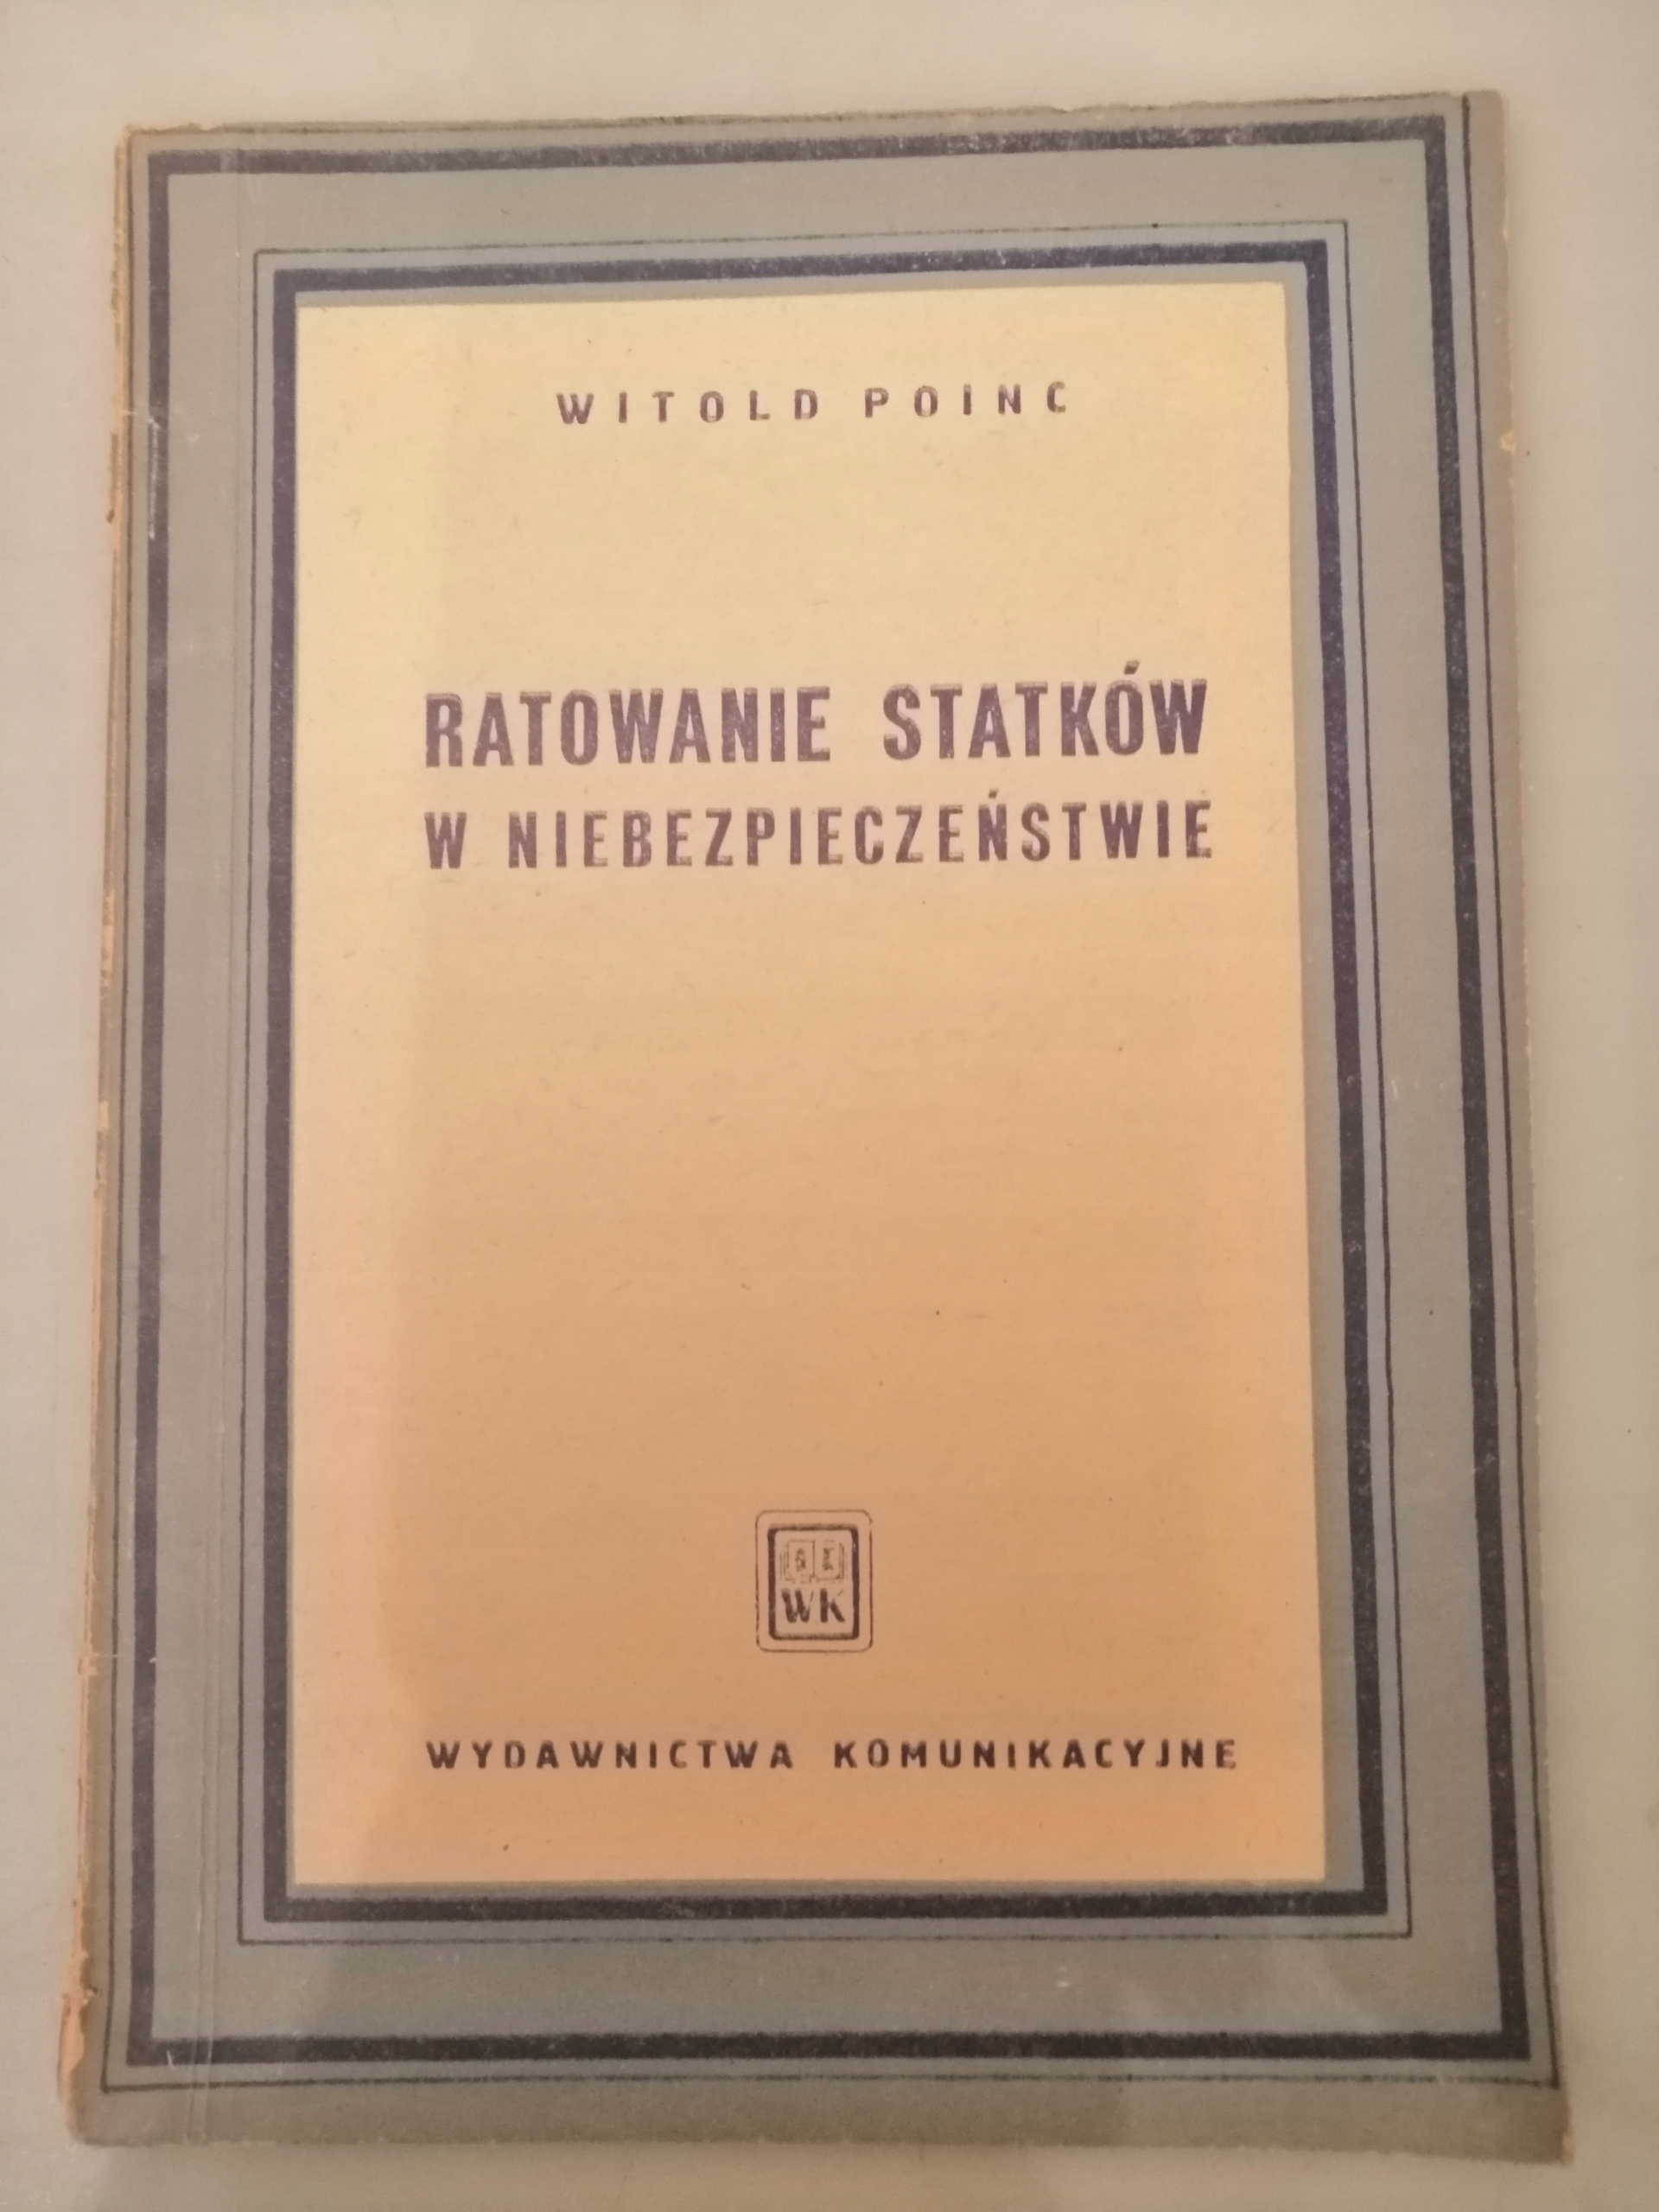 WITOLD POINC
RATOWANIE STATKÓW
W NIEBEZPIECZEŃSTWIE
WK
WYDAWNICTWA KOMUNIKACYJNE